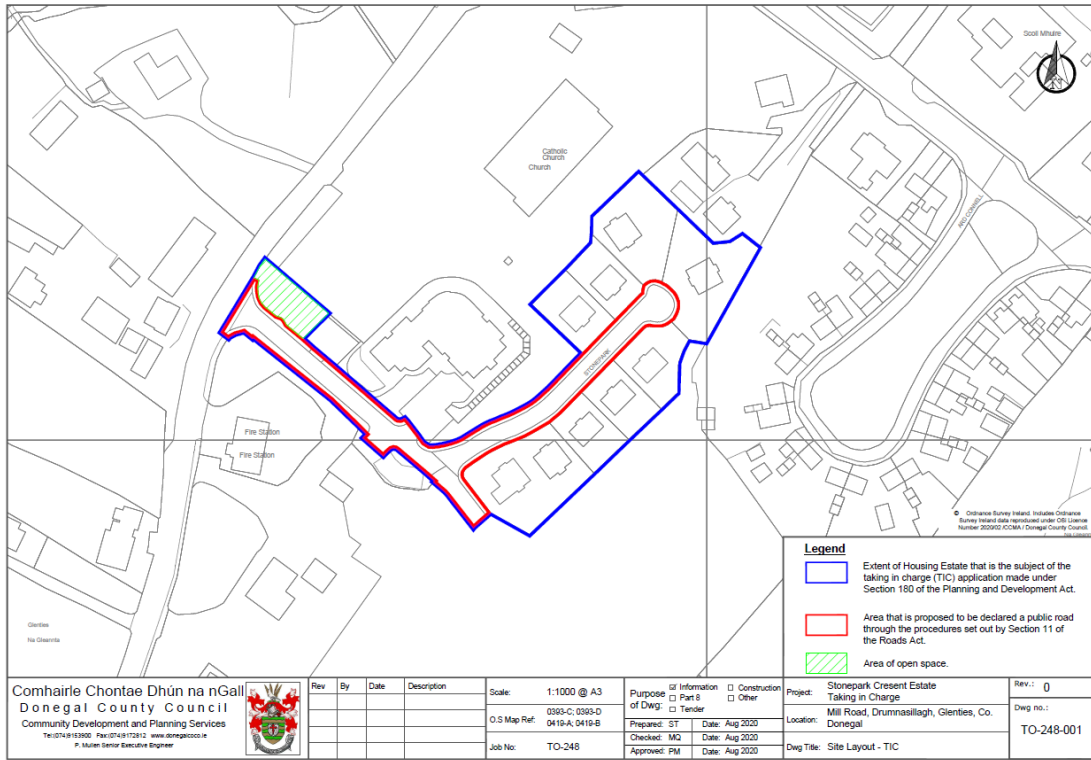 Scoil Mhuire
Catholic
Church
Church
ARD CONNELL
STONEPARK
Fire Station
Fire Station
© Ordnance Survey Ireland. Includes Ordnance
Survey Ireland data reproduced under OSI Licence
Number 2020/02 /CCMA / Donegal County Council.
Glenties
Na Gleannta
Legend
Extent of Housing Estate that is the subject of the
taking in charge (TIC) application made under
Section 180 of the Planning and Development Act.
Area that is proposed to be declared a public road
through the procedures set out by Section 11 of
the Roads Act.
Area of open space.
Comhairle Chontae Dhún na nGall
Donegal County Council
Community Development and Planning Services
Tel:(074)9153900 Fax:(074)9172812 www.donegalcoco.ie
P. Mullen Senior Executive Engineer
Rev By Date Description
Scale: 1:1000 @ A3
O.S Map Ref: 0393-C; 0393-D
0419-A; 0419-B
Job No: TO-248
Purpose of Dwg:
☑ Information ☐ Construction
☐ Part 8 ☐ Other
☐ Tender
Prepared: ST Date: Aug 2020
Checked: MQ Date: Aug 2020
Approved: PM Date: Aug 2020
Project: Stonepark Cresent Estate
Taking in Charge
Location: Mill Road, Drumnasillagh, Glenties, Co.
Donegal
Dwg Title: Site Layout - TIC
Rev.: 0
Dwg no.:
TO-248-001